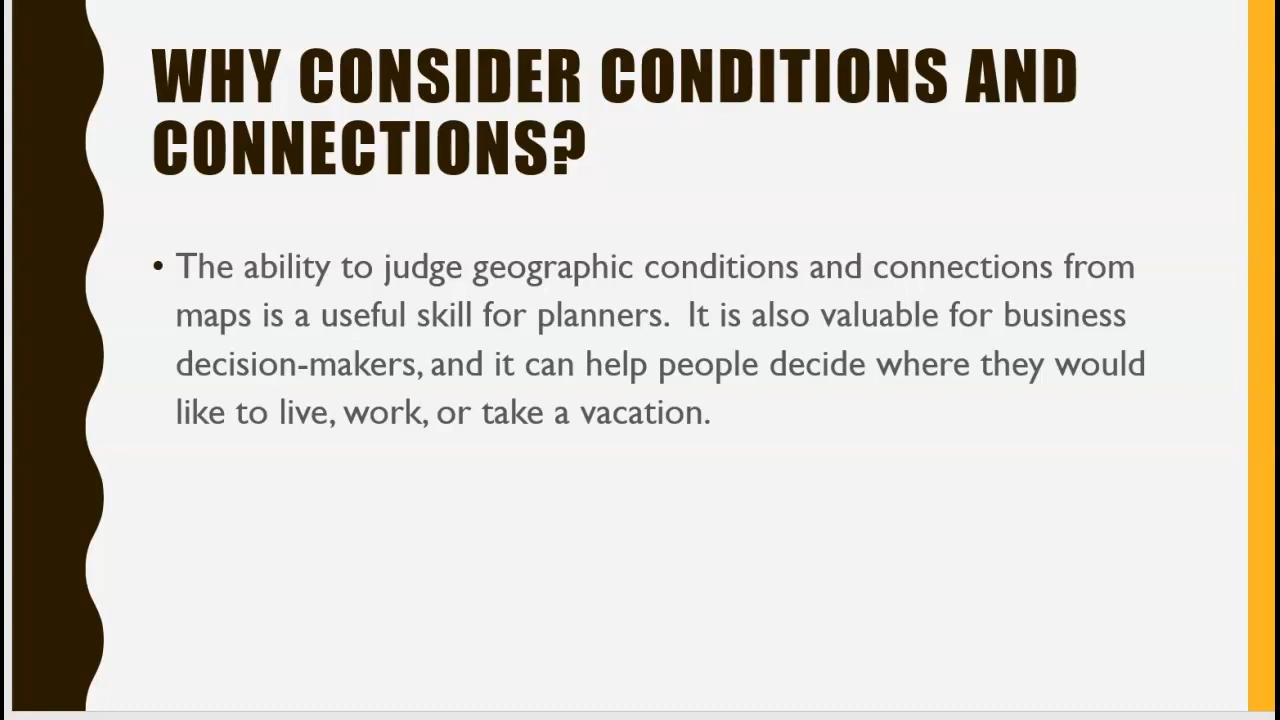 WHY CONSIDER CONDITIONS AND
CONNECTIONS?
• The ability to judge geographic conditions and connections from
maps is a useful skill for planners.  It is also valuable for business
decision-makers, and it can help people decide where they would
like to live, work, or take a vacation.